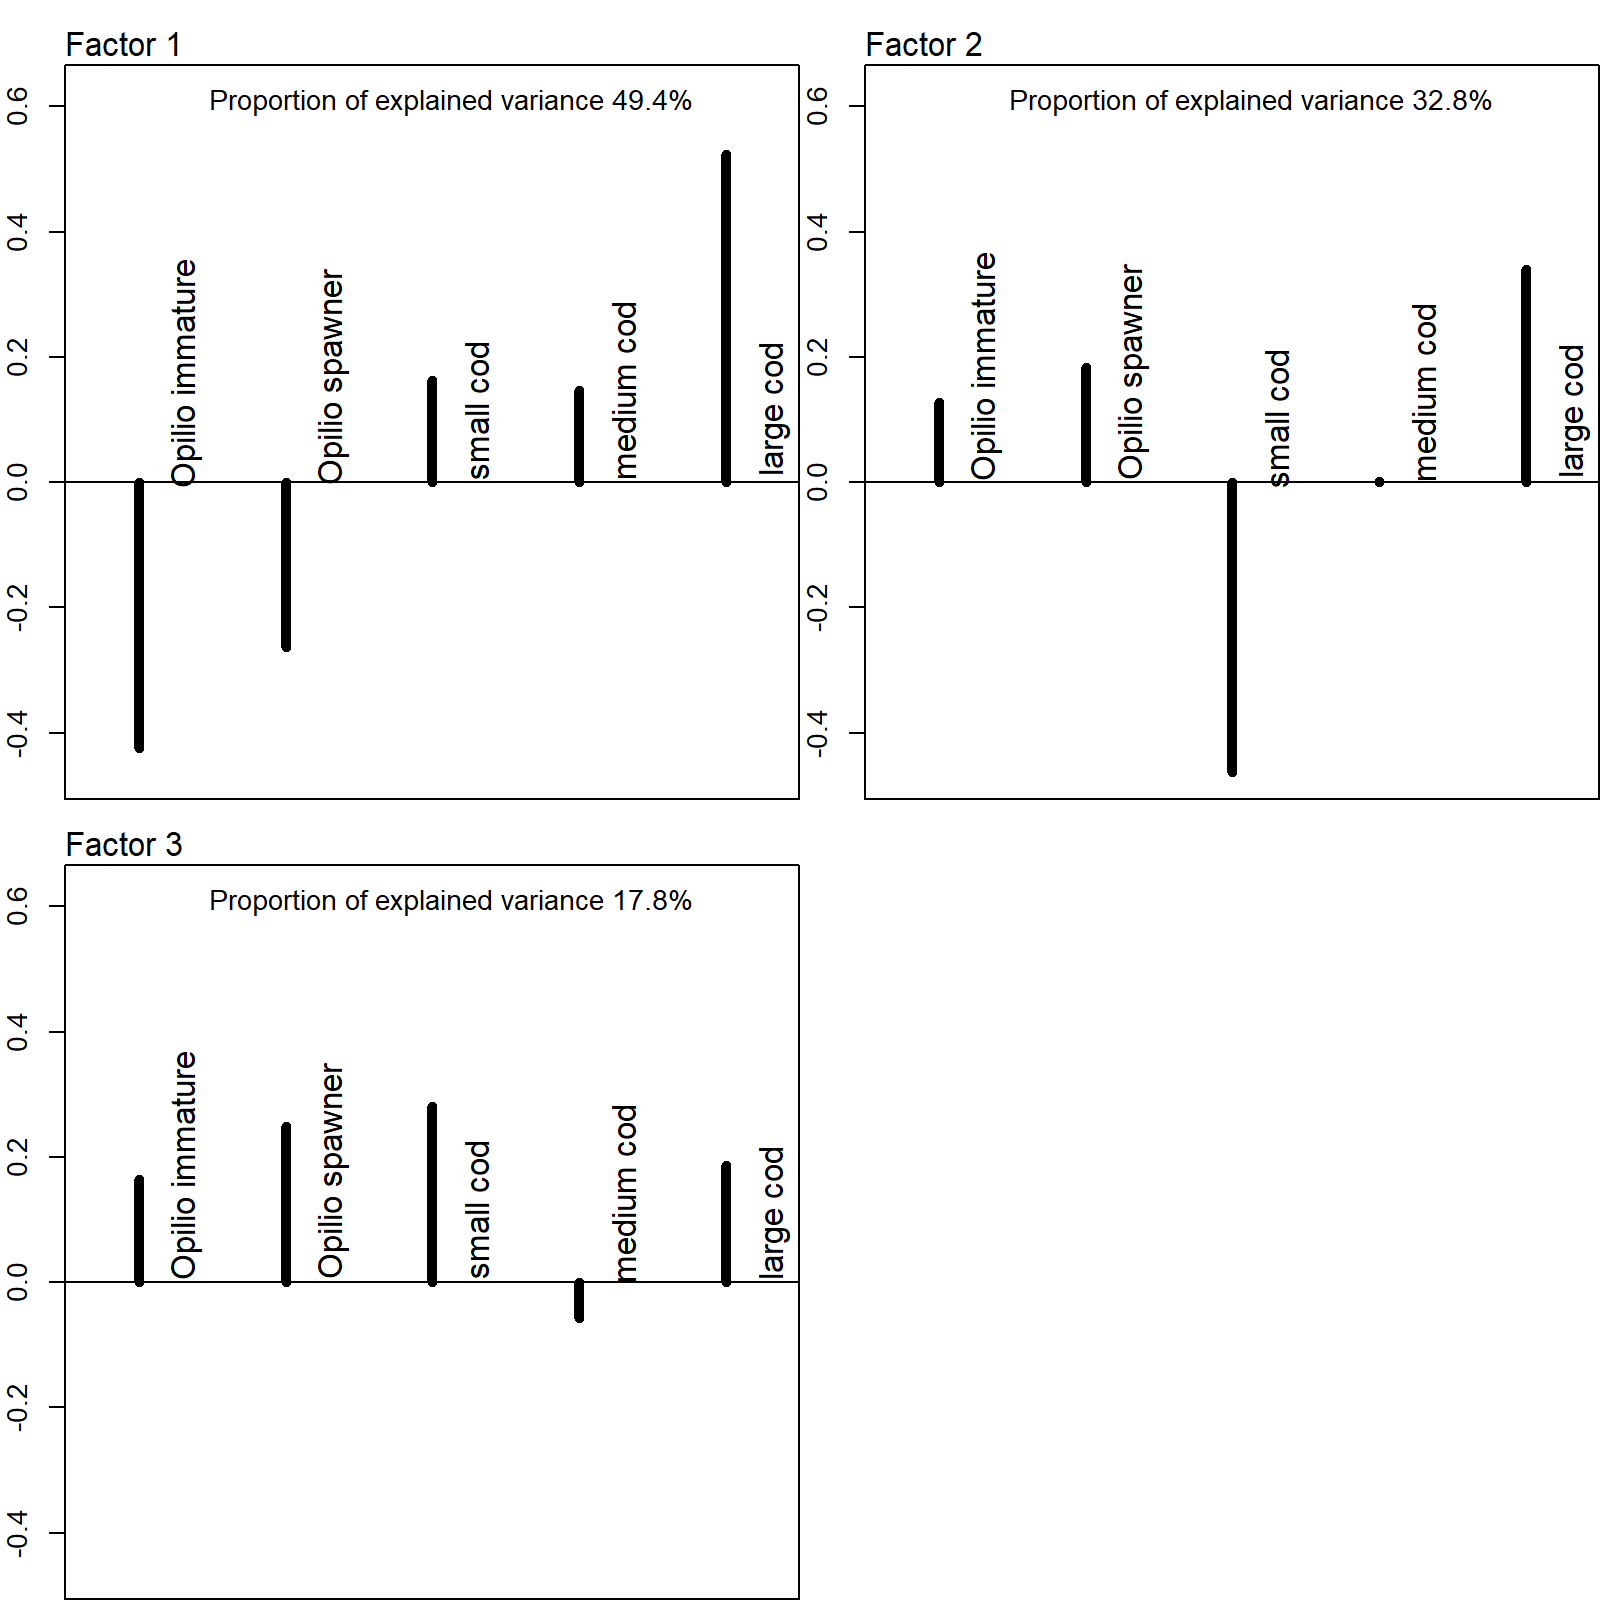 Factor 1
Proportion of explained variance 49.4%
0.6
0.4
0.2
0.0
-0.2
-0.4
Opilio immature
Opilio spawner
small cod
medium cod
large cod
Factor 2
Proportion of explained variance 32.8%
0.6
0.4
0.2
0.0
-0.2
-0.4
Opilio immature
Opilio spawner
small cod
medium cod
large cod
Factor 3
Proportion of explained variance 17.8%
0.6
0.4
0.2
0.0
-0.2
-0.4
Opilio immature
Opilio spawner
small cod
medium cod
large cod